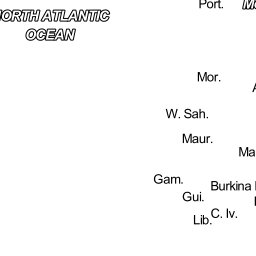 Port.
NORTH ATLANTIC
OCEAN
Mor.
W. Sah.
Maur.
Gam.
Burkina
Gui.
C. Iv.
Lib.